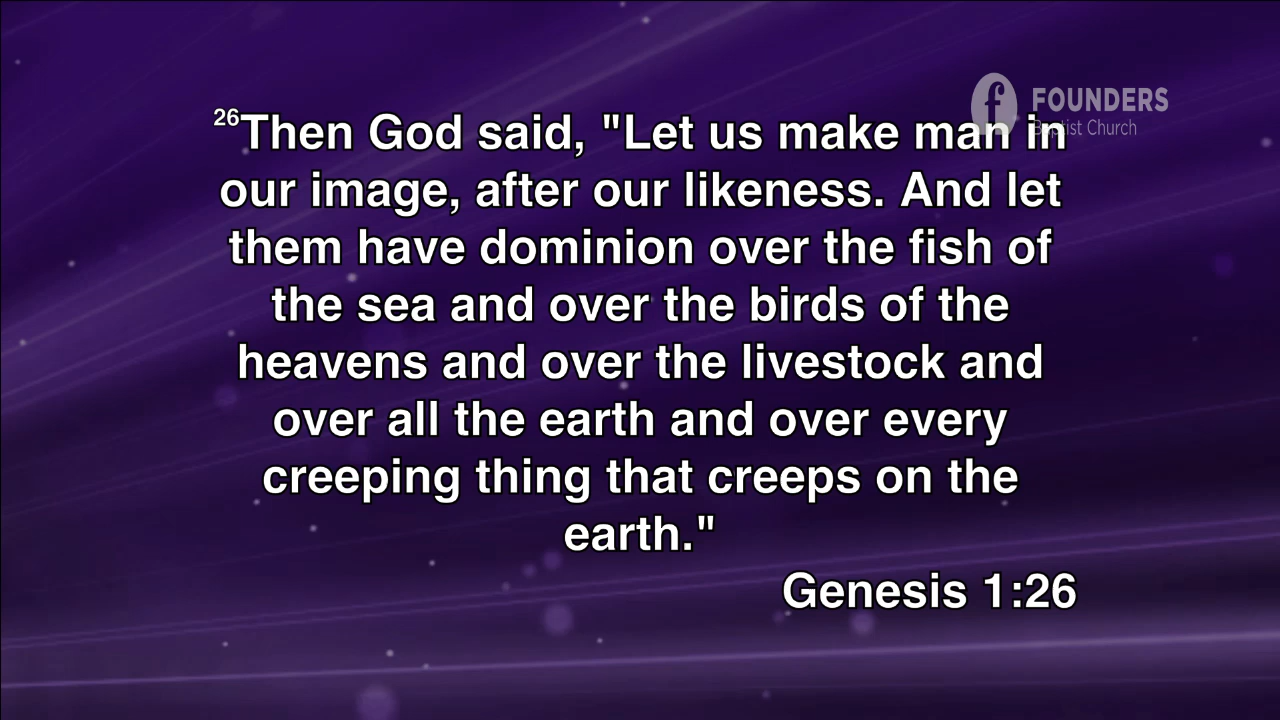 FOUNDERS
Baptist Church
26Then God said, "Let us make man in
our image, after our likeness. And let
them have dominion over the fish of
the sea and over the birds of the
heavens and over the livestock and
over all the earth and over every
creeping thing that creeps on the
earth."
Genesis 1:26